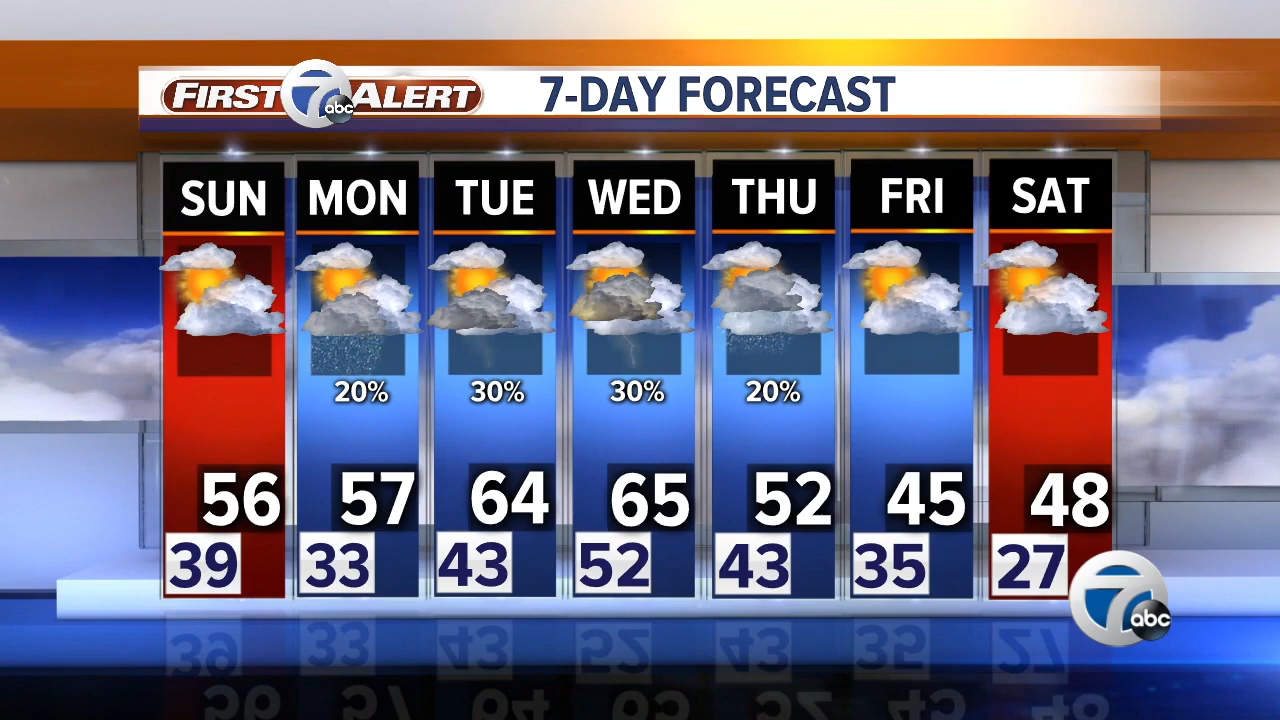 FIRST 7 abc ALERT 7-DAY FORECAST
SUN MON TUE WED THU FRI SAT
20% 30% 30% 20%
56 57 64 65 52 45 48
39 33 43 52 43 35 27
7 abc